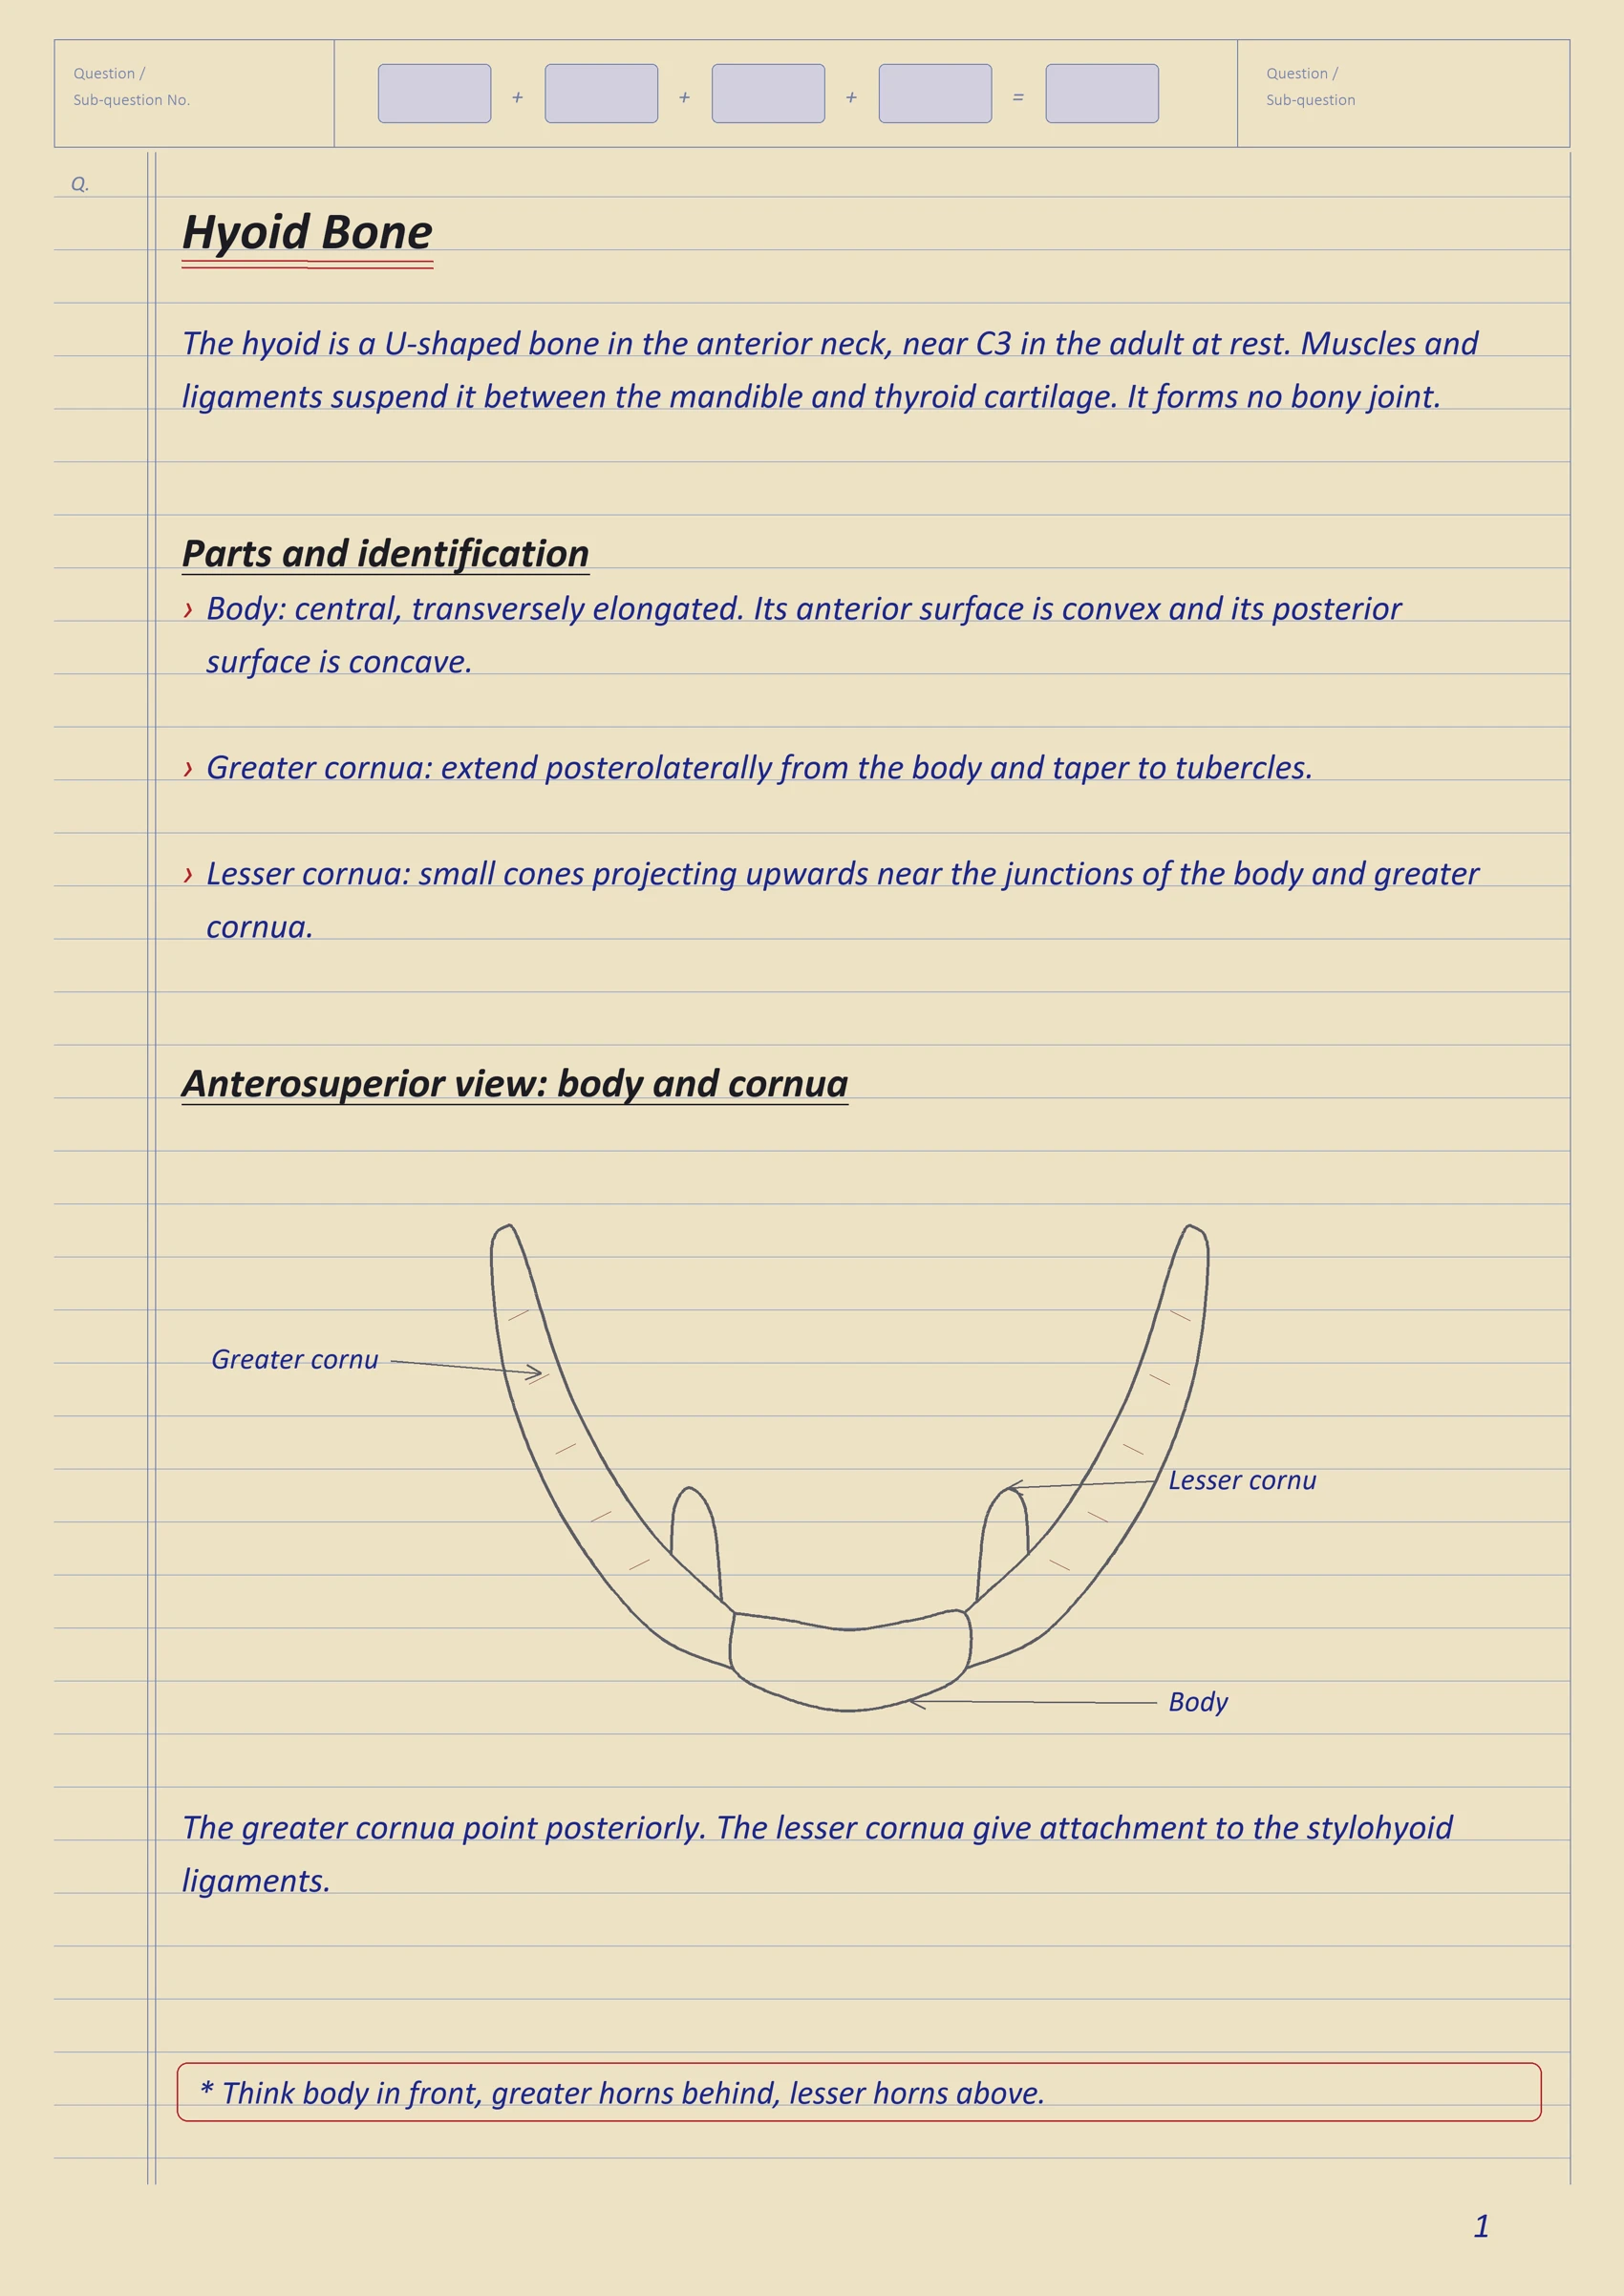 Question /
Sub-question No.
+ + + =
Question /
Sub-question
Q.
Hyoid Bone
The hyoid is a U-shaped bone in the anterior neck, near C3 in the adult at rest. Muscles and
ligaments suspend it between the mandible and thyroid cartilage. It forms no bony joint.
Parts and identification
› Body: central, transversely elongated. Its anterior surface is convex and its posterior
surface is concave.
› Greater cornua: extend posterolaterally from the body and taper to tubercles.
› Lesser cornua: small cones projecting upwards near the junctions of the body and greater
cornua.
Anterosuperior view: body and cornua
Greater cornu
Lesser cornu
Body
The greater cornua point posteriorly. The lesser cornua give attachment to the stylohyoid
ligaments.
* Think body in front, greater horns behind, lesser horns above.
1